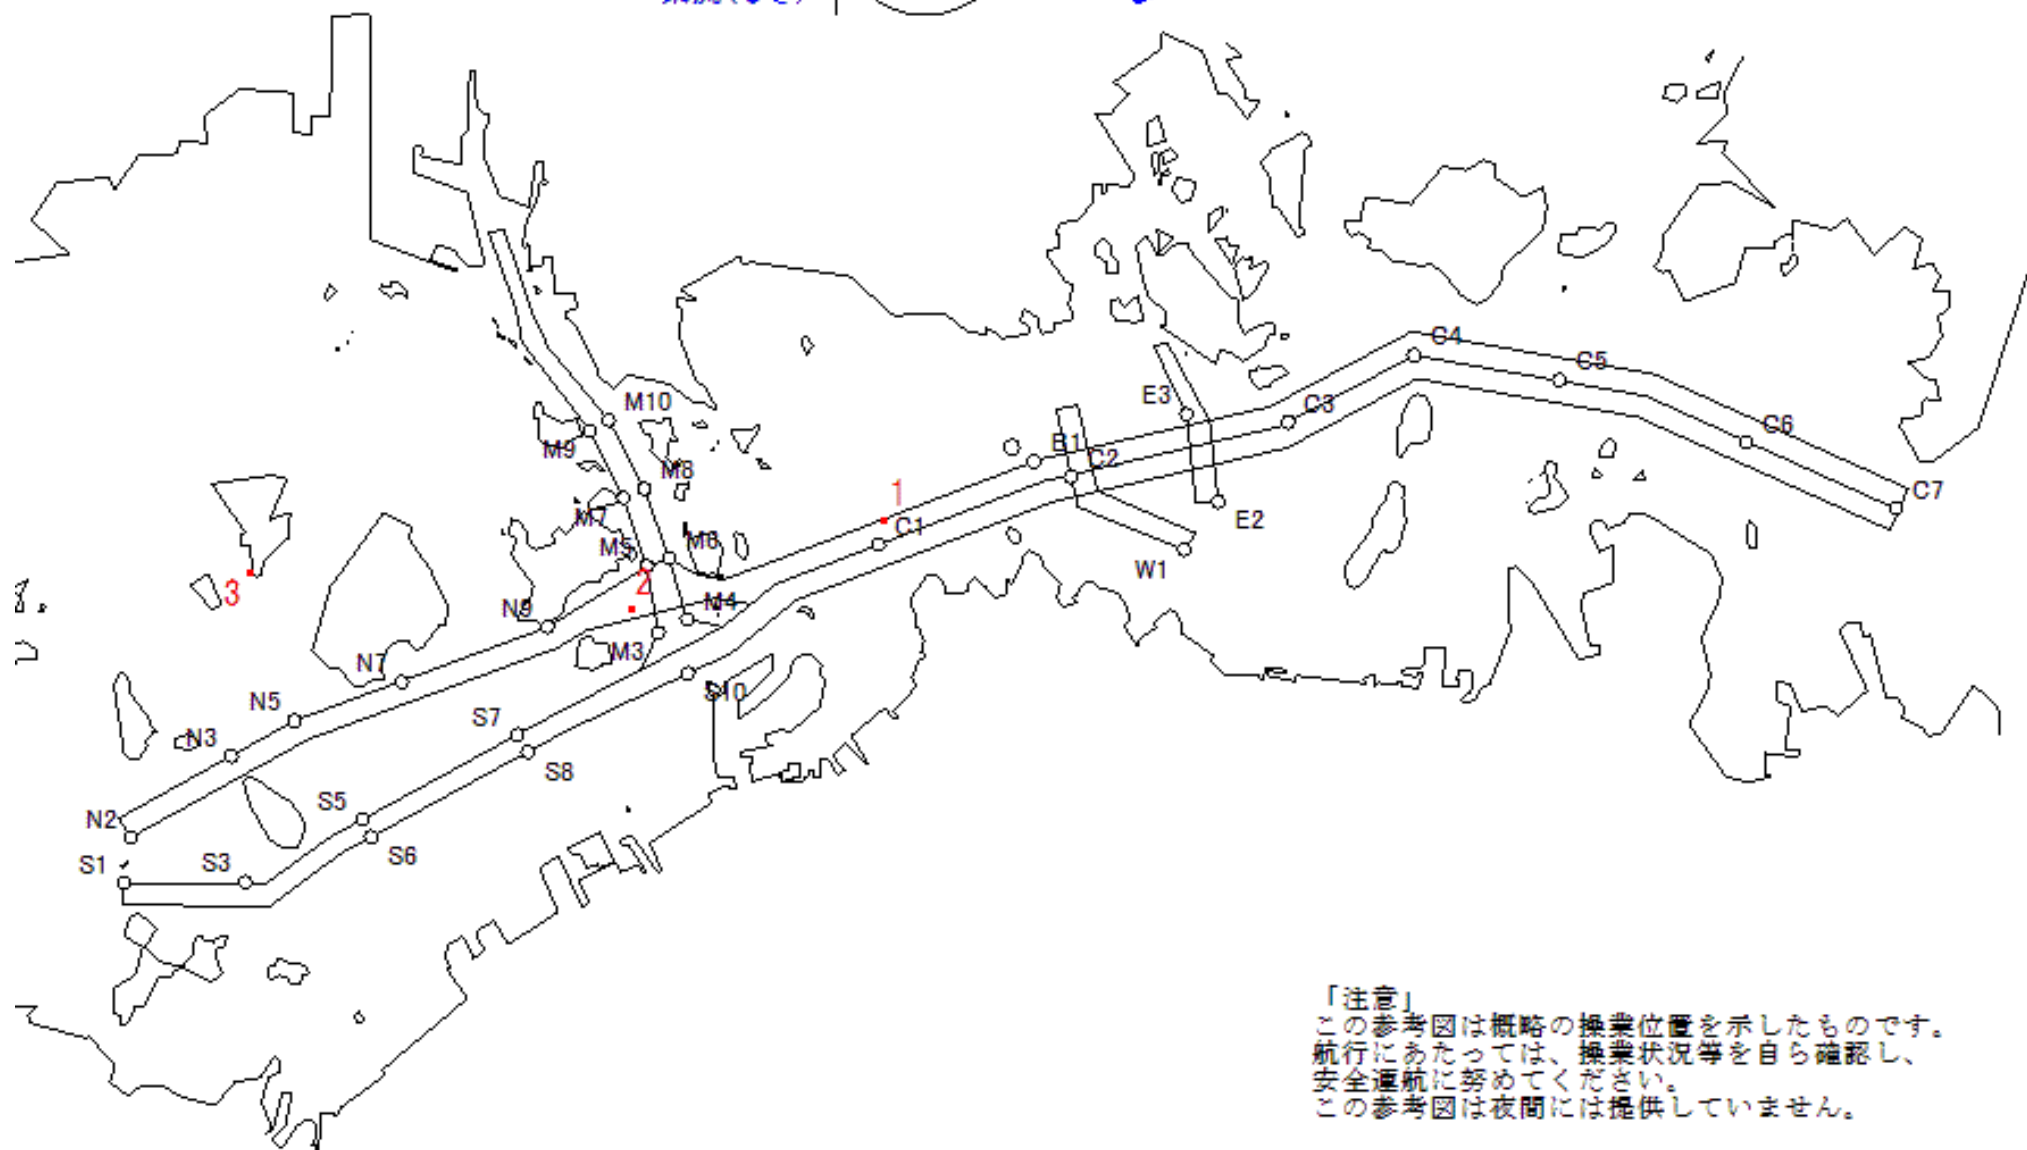 C4
C5
M10
E3
C3
C6
M9
B1
M8
C2
C7
1
M7
E2
C1
M5
M6
W1
3
2
N9
M4
M3
N7
S10
N5
S7
N3
S8
S5
N2
S6
S1
S3
「注意」
この参考図は概略の操業位置を示したものです。
航行にあたっては、操業状況等を自ら確認し、
安全運航に努めてください。
この参考図は夜間には提供していません。